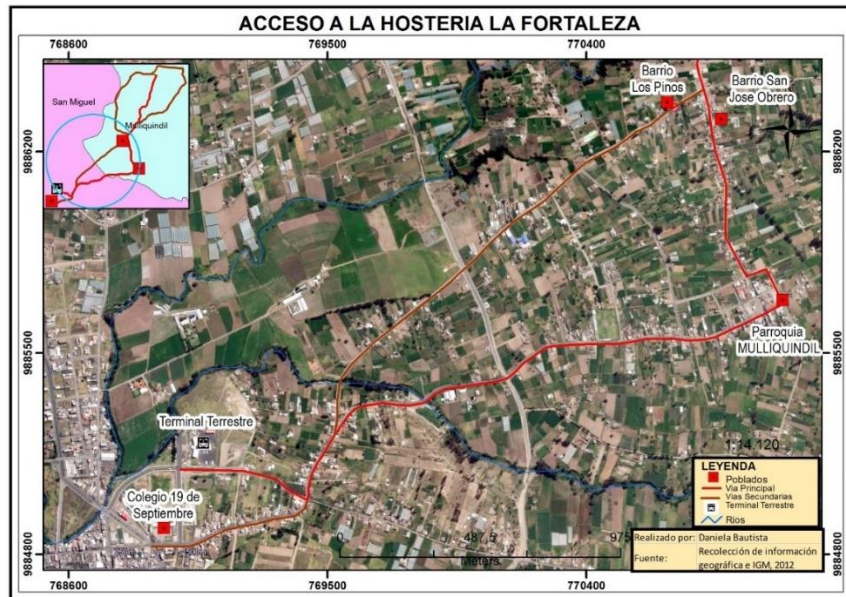 ACCESO A LA HOSTERIA LA FORTALEZA
768600
769500
770400
San Miguel
Mulliquindil
Barrio
Los Pinos
Barrio San
Jose Obrero
9886200
9886200
Parroquia
MULLIQUINDIL
9885500
9885500
Terminal Terrestre
Colegio 19 de
Septiembre
1:14.120
LEYENDA
Poblados
Via Principal
Vias Secundarias
Terminal Terrestre
Rios
0
487,5
975
Meters
Realizado por: Daniela Bautista
Fuente:
Recolección de información
geográfica e IGM, 2012
9884800
9884800
768600
769500
770400